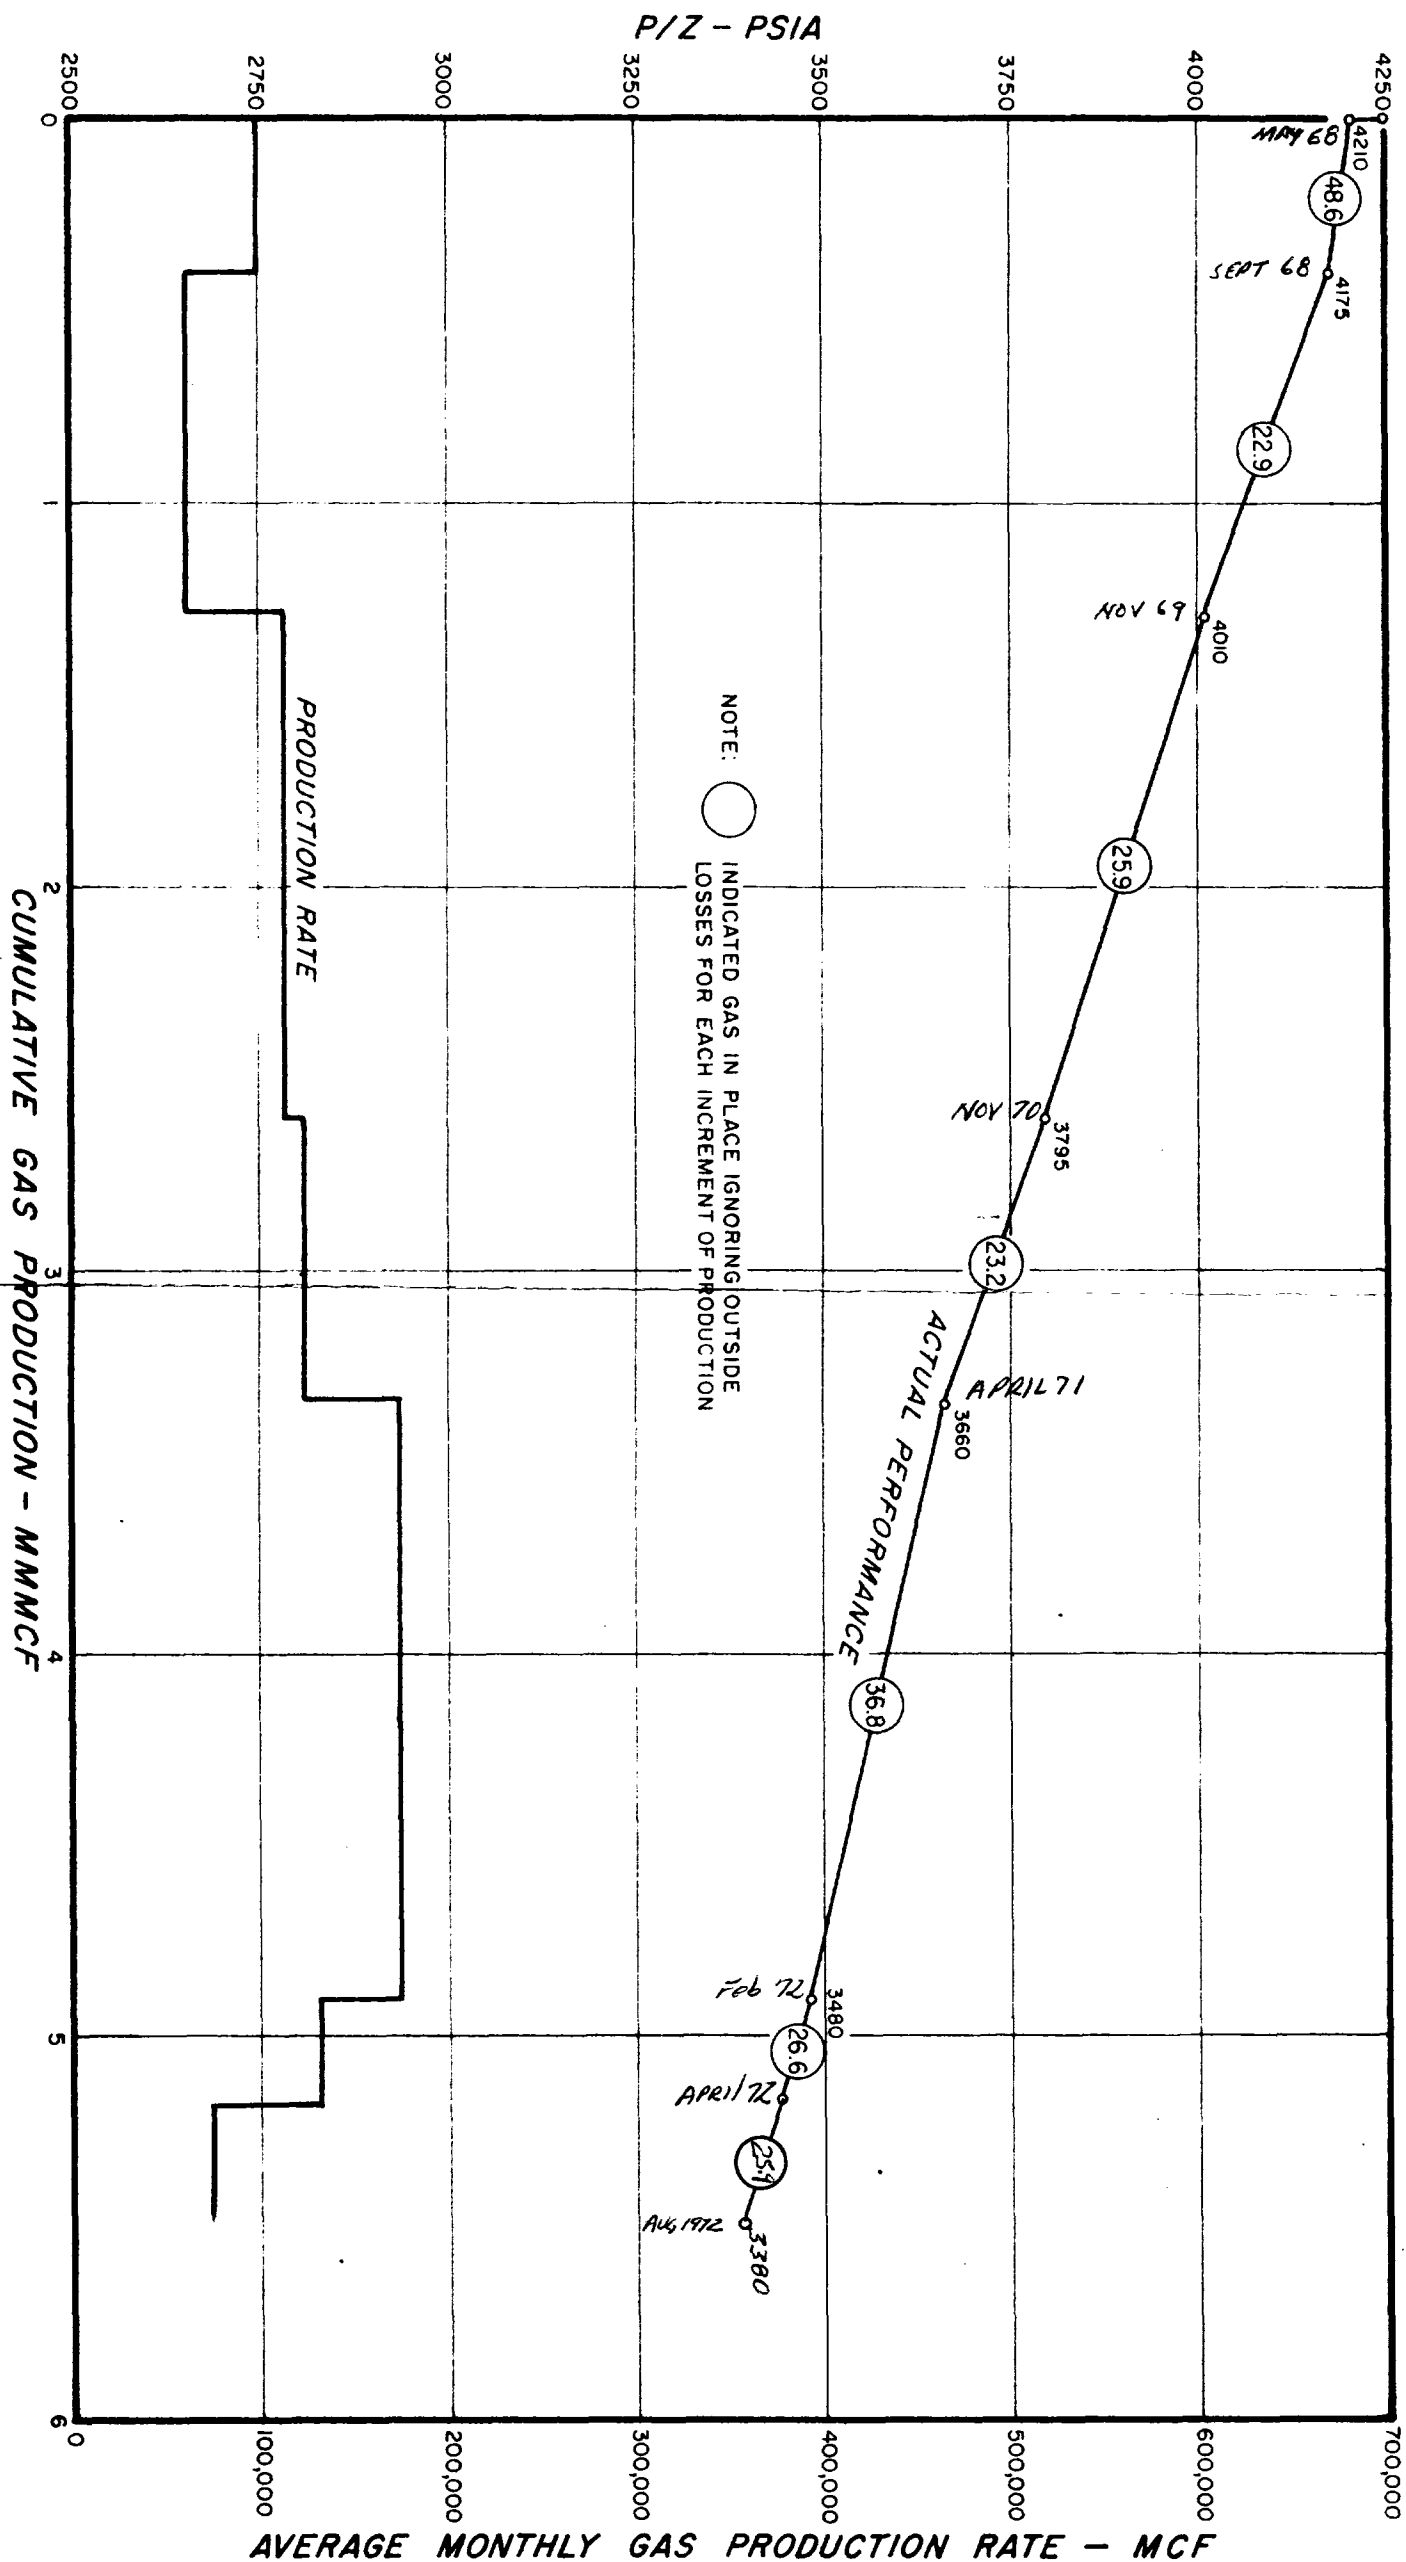 P/Z – PSIA
4250
4000
3750
3500
3250
3000
2750
2500
0
1
2
3
4
5
6
CUMULATIVE GAS PRODUCTION – MMMCF
700,000
600,000
500,000
400,000
300,000
200,000
100,000
0
AVERAGE MONTHLY GAS PRODUCTION RATE – MCF
4210
MAY 68
48.6
4175
SEPT 68
22.9
4010
NOV 69
25.9
3795
NOV 70
23.2
APRIL 71
3660
ACTUAL PERFORMANCE
36.8
3480
Feb 72
26.6
APRIL 72
25.9
3380
AUG, 1972
NOTE: INDICATED GAS IN PLACE IGNORING OUTSIDE
LOSSES FOR EACH INCREMENT OF PRODUCTION
PRODUCTION RATE